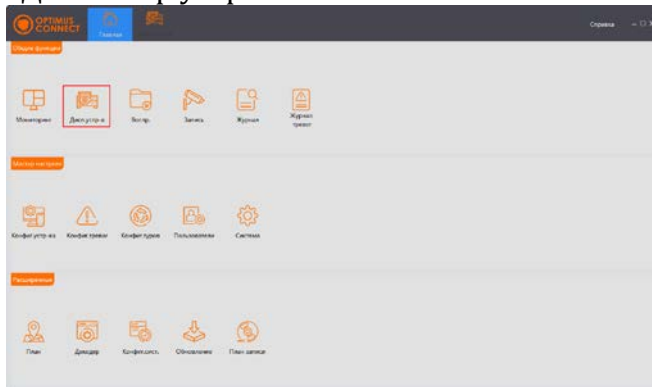 OPTIMUS
CONNECT
Главная
Справка
Общие функции
Мониторинг
Дисп.устр-в
Воспр.
Запись
Журнал
Журнал
тревог
Мастер настроек
Конфиг.устр-ва
Конфиг.тревог
Конфиг.туров
Пользователи
Система
Расширенные
План
Декодер
Конфиг.диск.
Обновление
План записи